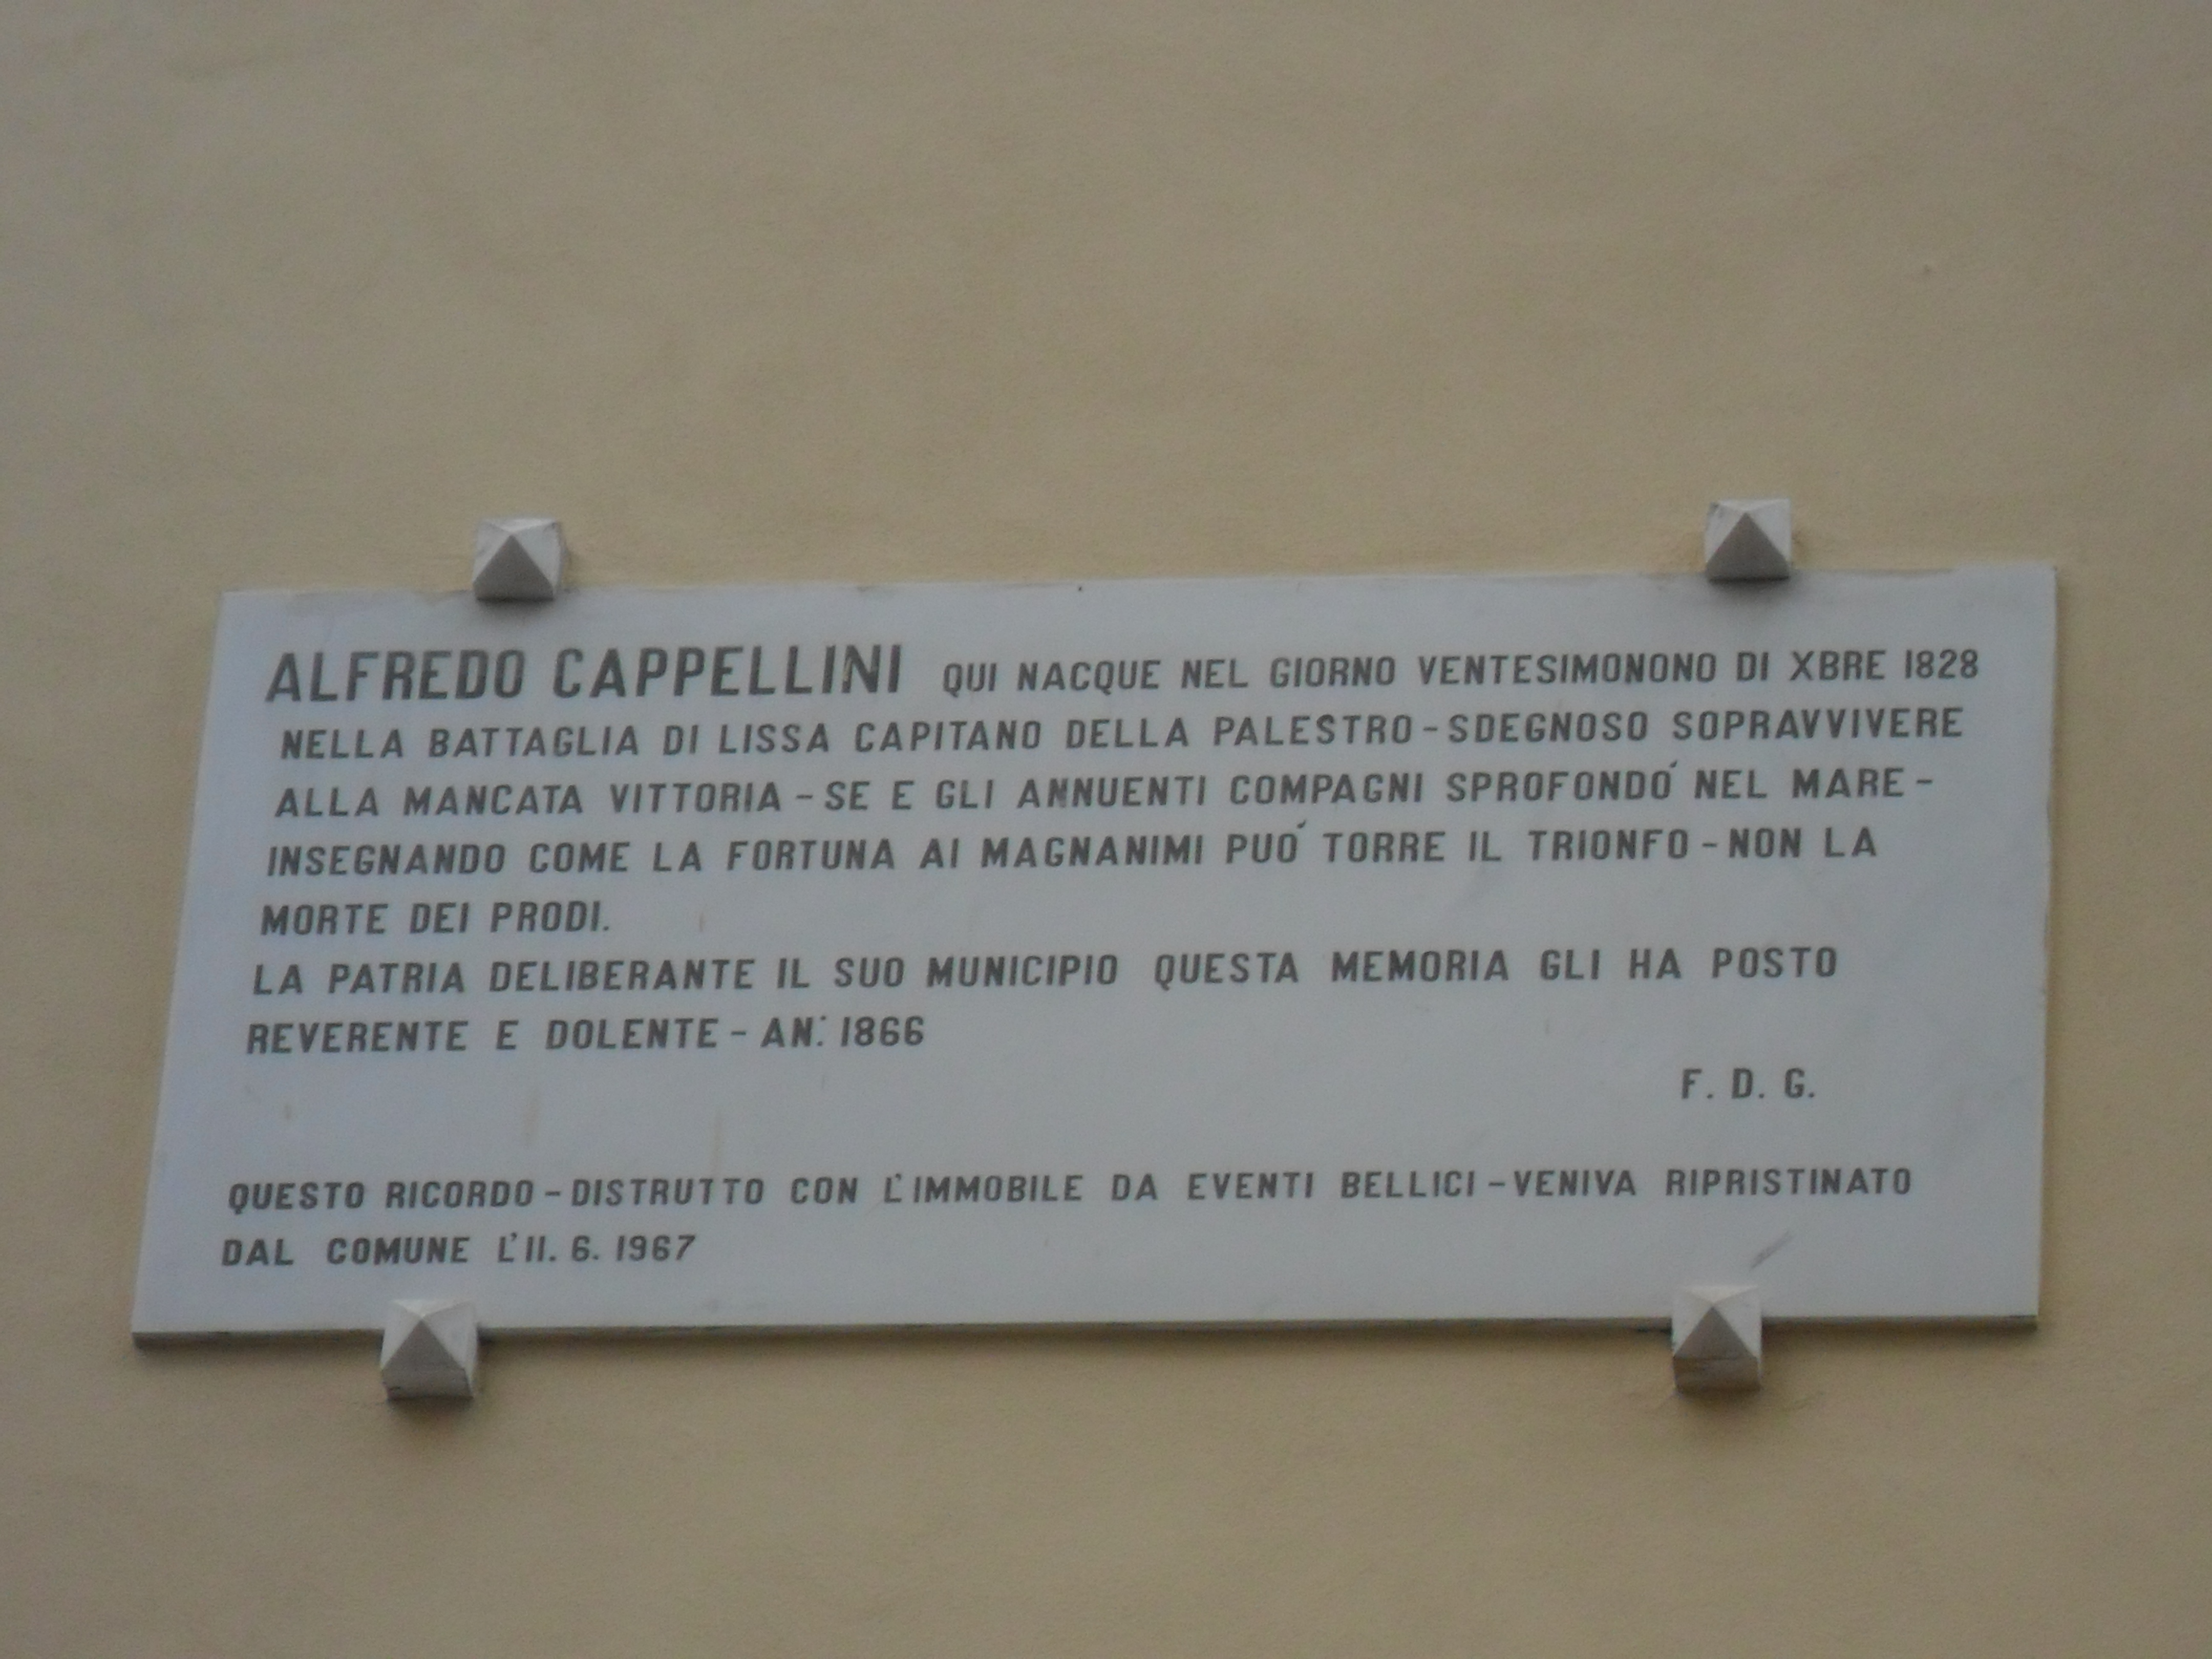 ALFREDO CAPPELLINI QUI NACQUE NEL GIORNO VENTESIMONONO DI XBRE 1828
NELLA BATTAGLIA DI LISSA CAPITANO DELLA PALESTRO-SDEGNOSO SOPRAVVIVERE
ALLA MANCATA VITTORIA-SE E GLI ANNUENTI COMPAGNI SPROFONDO' NEL MARE-
INSEGNANDO COME LA FORTUNA AI MAGNANIMI PUO' TORRE IL TRIONFO-NON LA
MORTE DEI PRODI.
LA PATRIA DELIBERANTE IL SUO MUNICIPIO QUESTA MEMORIA GLI HA POSTO
REVERENTE E DOLENTE-AN: 1866
F. D. G.
QUESTO RICORDO-DISTRUTTO CON L'IMMOBILE DA EVENTI BELLICI-VENIVA RIPRISTINATO
DAL COMUNE L'11. 6. 1967